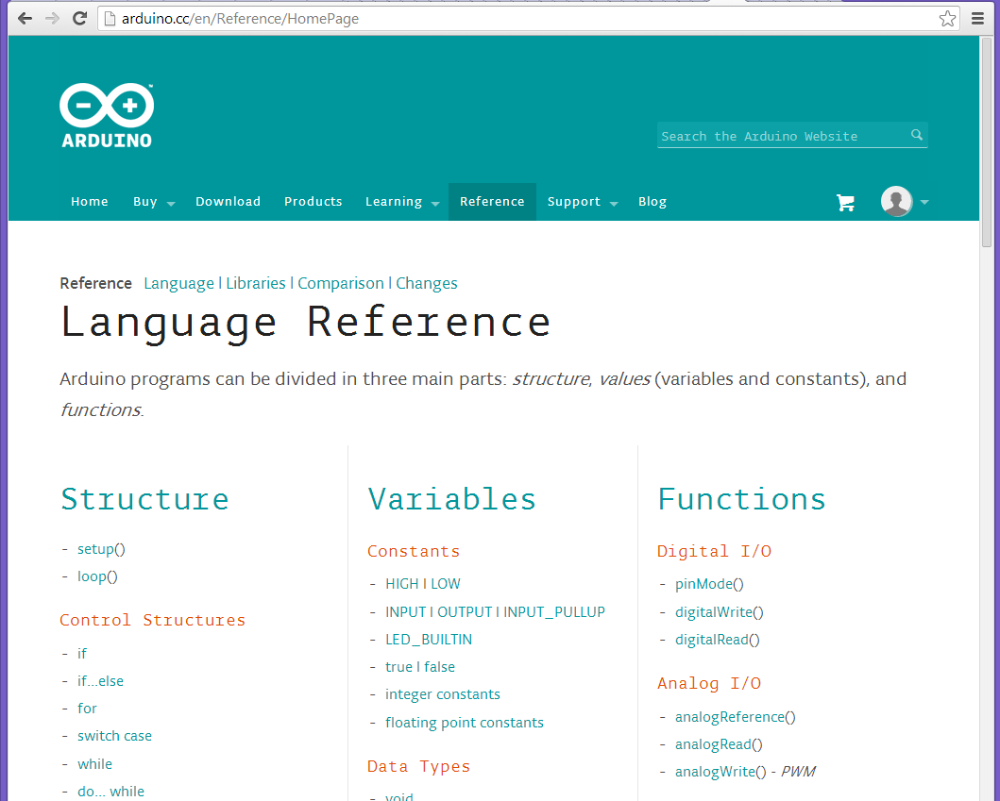 arduino.cc/en/Reference/HomePage
ARDUINO
Search the Arduino Website
Home Buy Download Products Learning Reference Support Blog
Reference Language | Libraries | Comparison | Changes
Language Reference
Arduino programs can be divided in three main parts: structure, values (variables and constants), and
functions.
Structure
- setup()
- loop()
Control Structures
- if
- if...else
- for
- switch case
- while
- do... while
Variables
Constants
- HIGH | LOW
- INPUT | OUTPUT | INPUT_PULLUP
- LED_BUILTIN
- true | false
- integer constants
- floating point constants
Data Types
- void
Functions
Digital I/O
- pinMode()
- digitalWrite()
- digitalRead()
Analog I/O
- analogReference()
- analogRead()
- analogWrite() - PWM